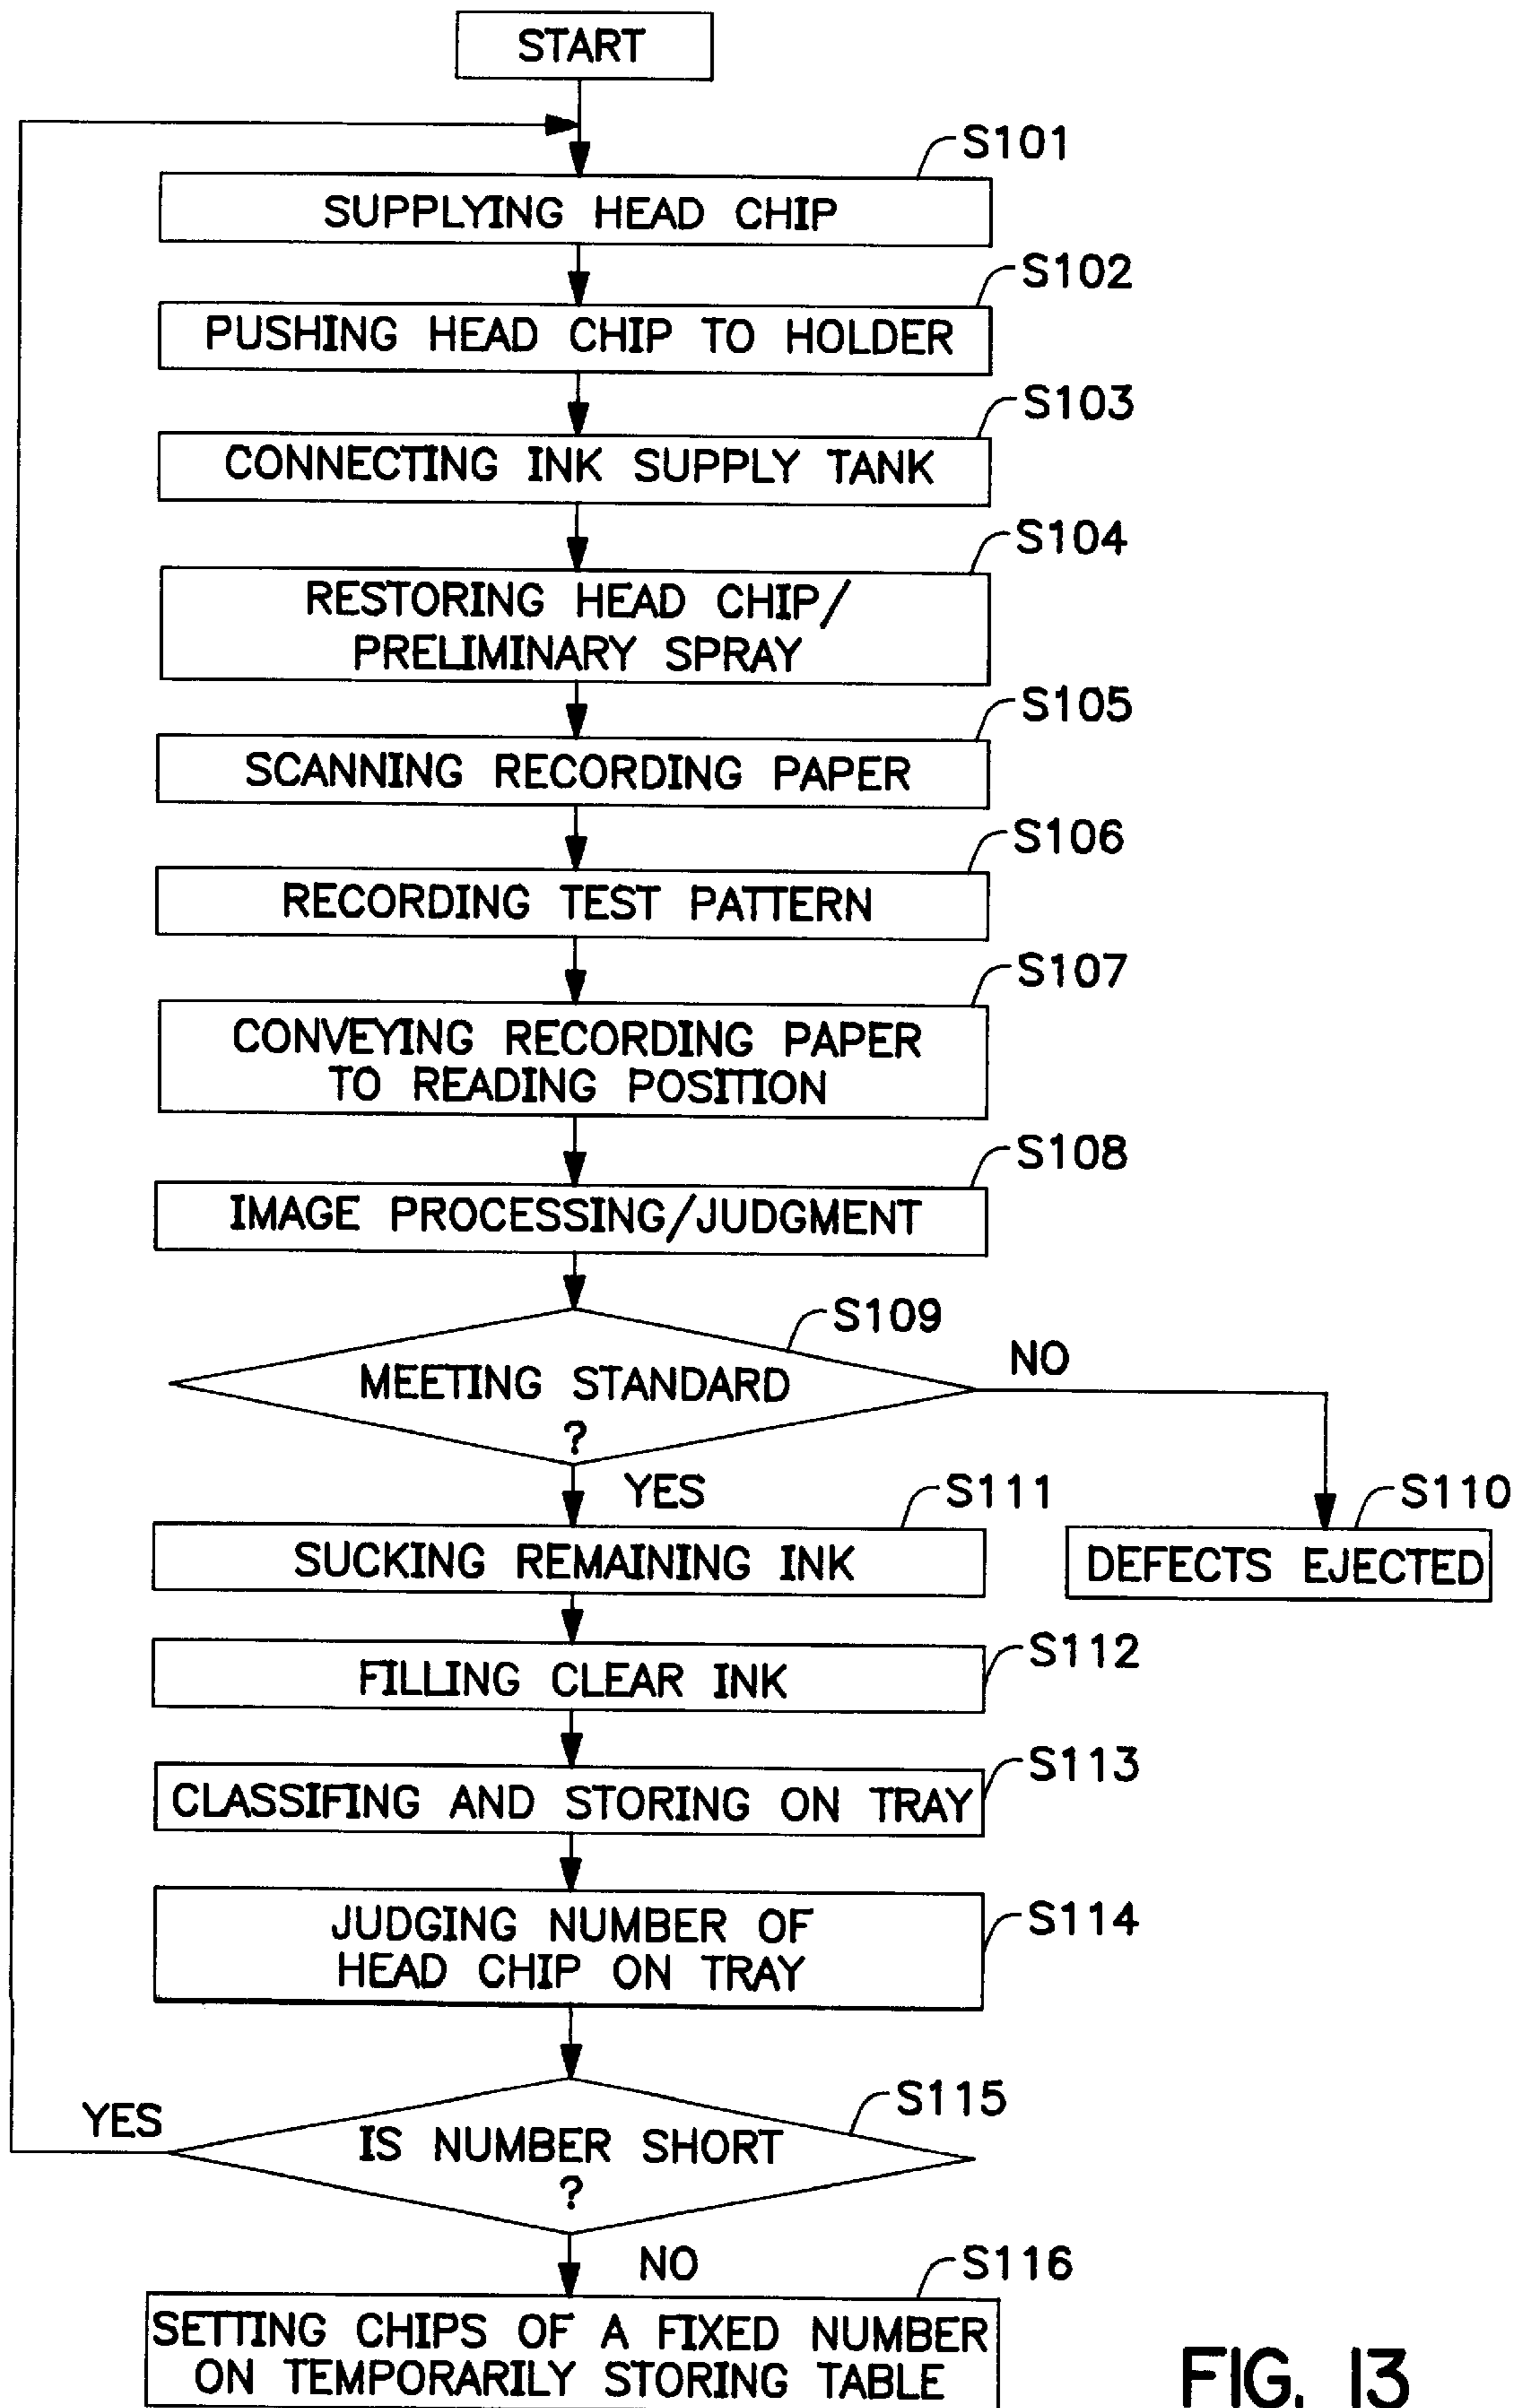 START
S101
SUPPLYING HEAD CHIP
S102
PUSHING HEAD CHIP TO HOLDER
S103
CONNECTING INK SUPPLY TANK
S104
RESTORING HEAD CHIP/
PRELIMINARY SPRAY
S105
SCANNING RECORDING PAPER
S106
RECORDING TEST PATTERN
S107
CONVEYING RECORDING PAPER
TO READING POSITION
S108
IMAGE PROCESSING/JUDGMENT
S109
MEETING STANDARD
?
NO
YES
S111
SUCKING REMAINING INK
S110
DEFECTS EJECTED
S112
FILLING CLEAR INK
S113
CLASSIFING AND STORING ON TRAY
S114
JUDGING NUMBER OF
HEAD CHIP ON TRAY
S115
YES
IS NUMBER SHORT
?
NO
S116
SETTING CHIPS OF A FIXED NUMBER
ON TEMPORARILY STORING TABLE
FIG. 13